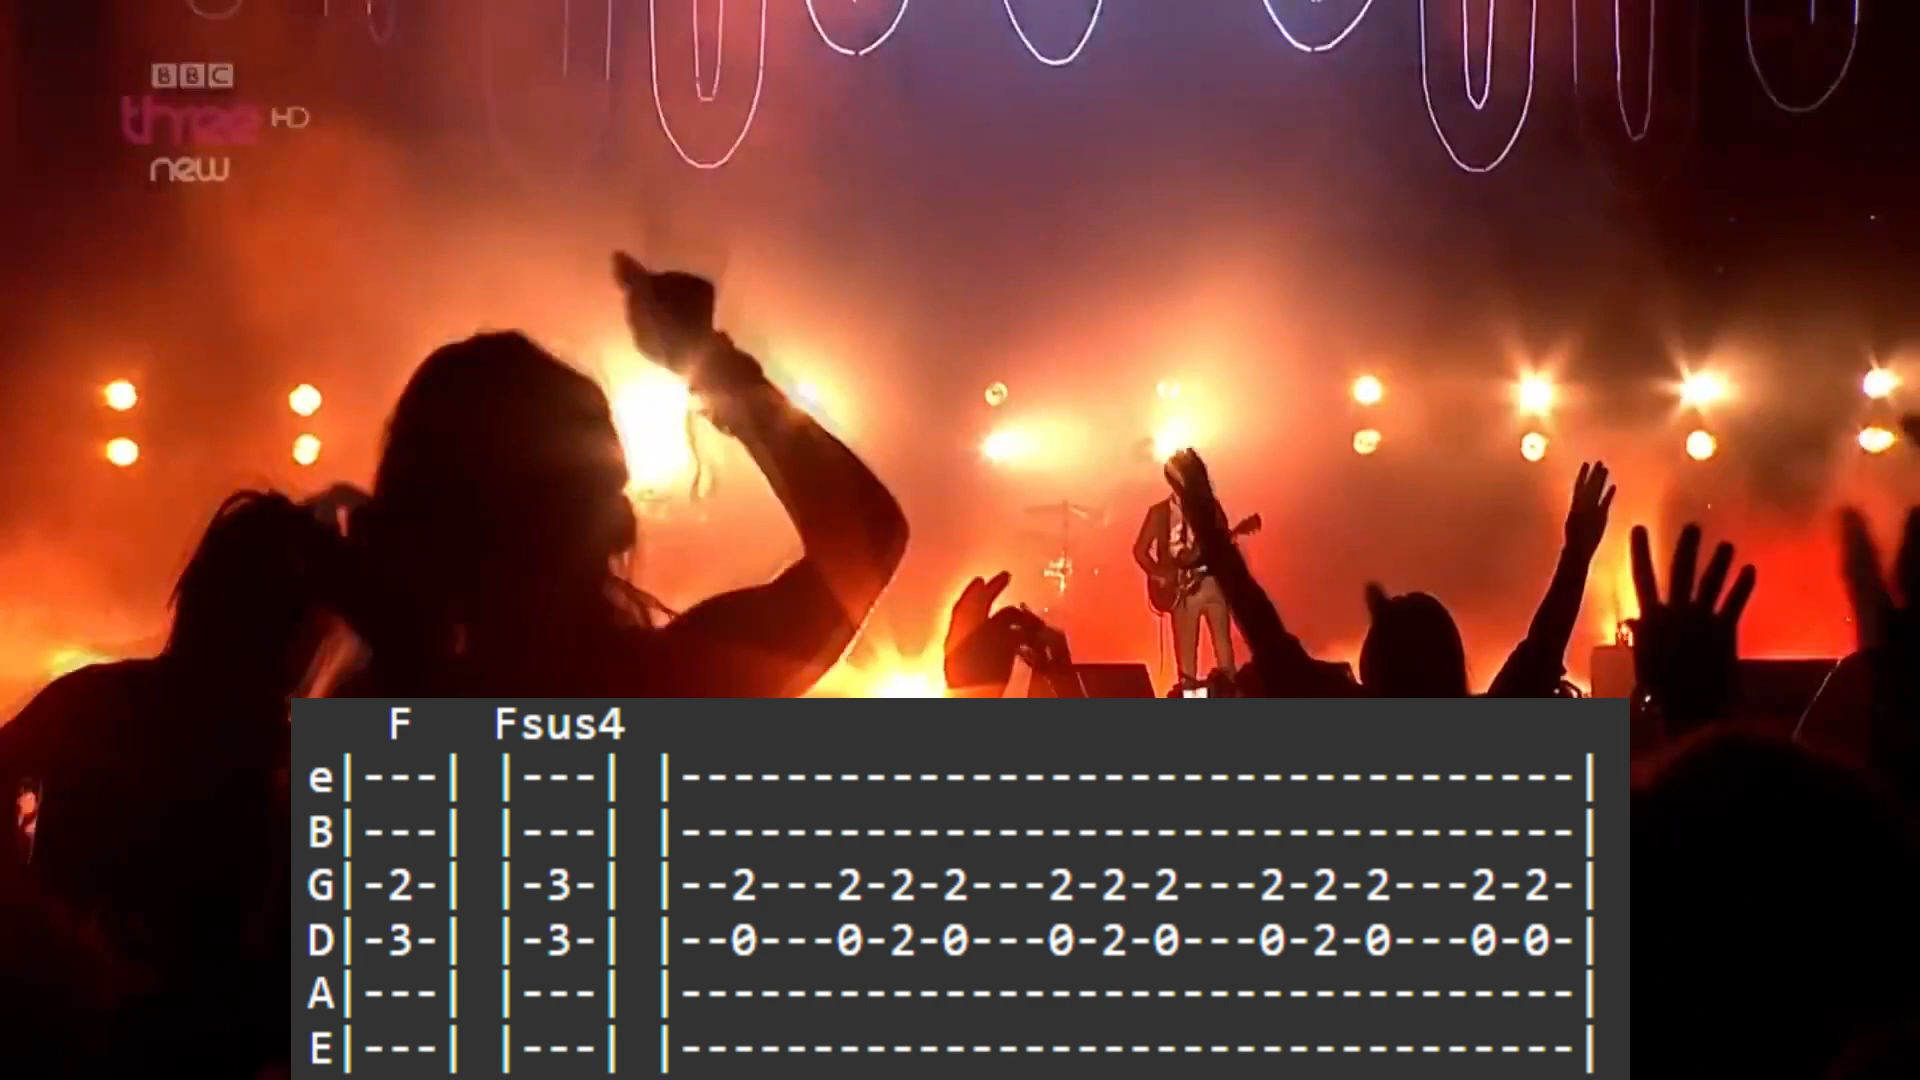 BBC
three HD
new
F Fsus4
e|---| |---| |----------------------------------|
B|---| |---| |----------------------------------|
G|-2-| |-3-| |--2---2-2-2---2-2-2---2-2-2---2-2-|
D|-3-| |-3-| |--0---0-2-0---0-2-0---0-2-0---0-0-|
A|---| |---| |----------------------------------|
E|---| |---| |----------------------------------|